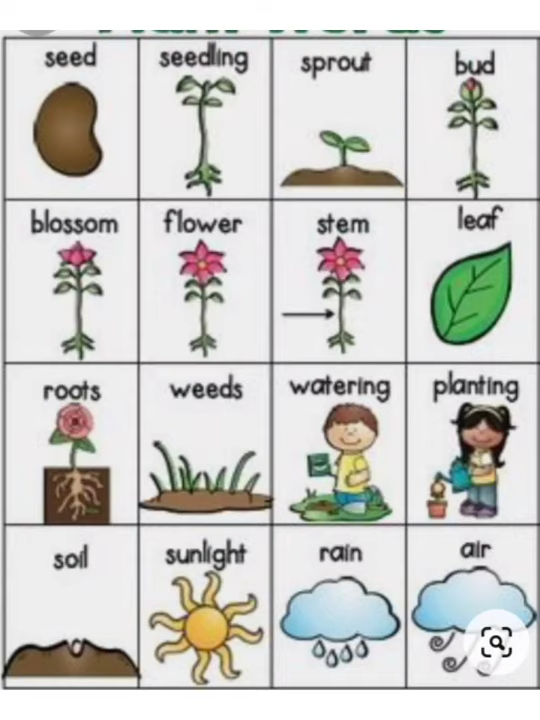 seed seedling sprout bud
blossom flower stem leaf
roots weeds watering planting
soil sunlight rain air